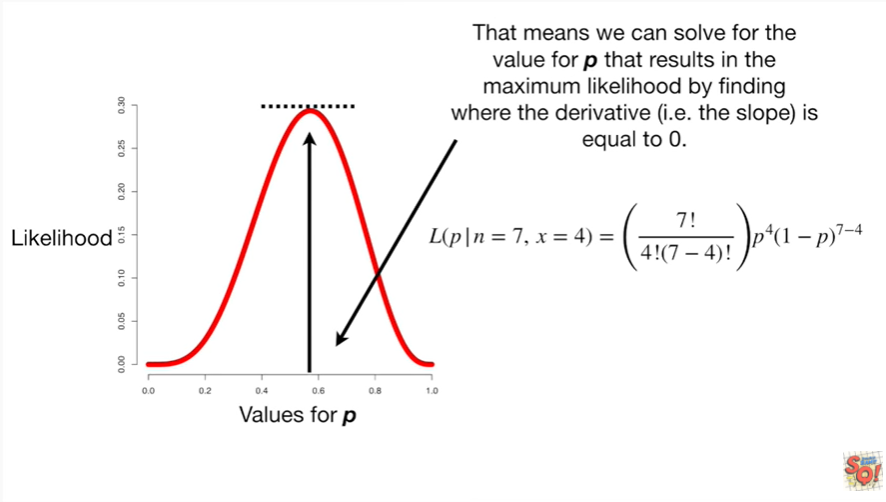 That means we can solve for the
value for p that results in the
maximum likelihood by finding
where the derivative (i.e. the slope) is
equal to 0.
L(p|n = 7, x = 4) = (7! / 4!(7 − 4)!) p⁴(1 − p)⁷⁻⁴
Likelihood
0.30
0.25
0.20
0.15
0.10
0.05
0.00
0.0 0.2 0.4 0.6 0.8 1.0
Values for p
SO!